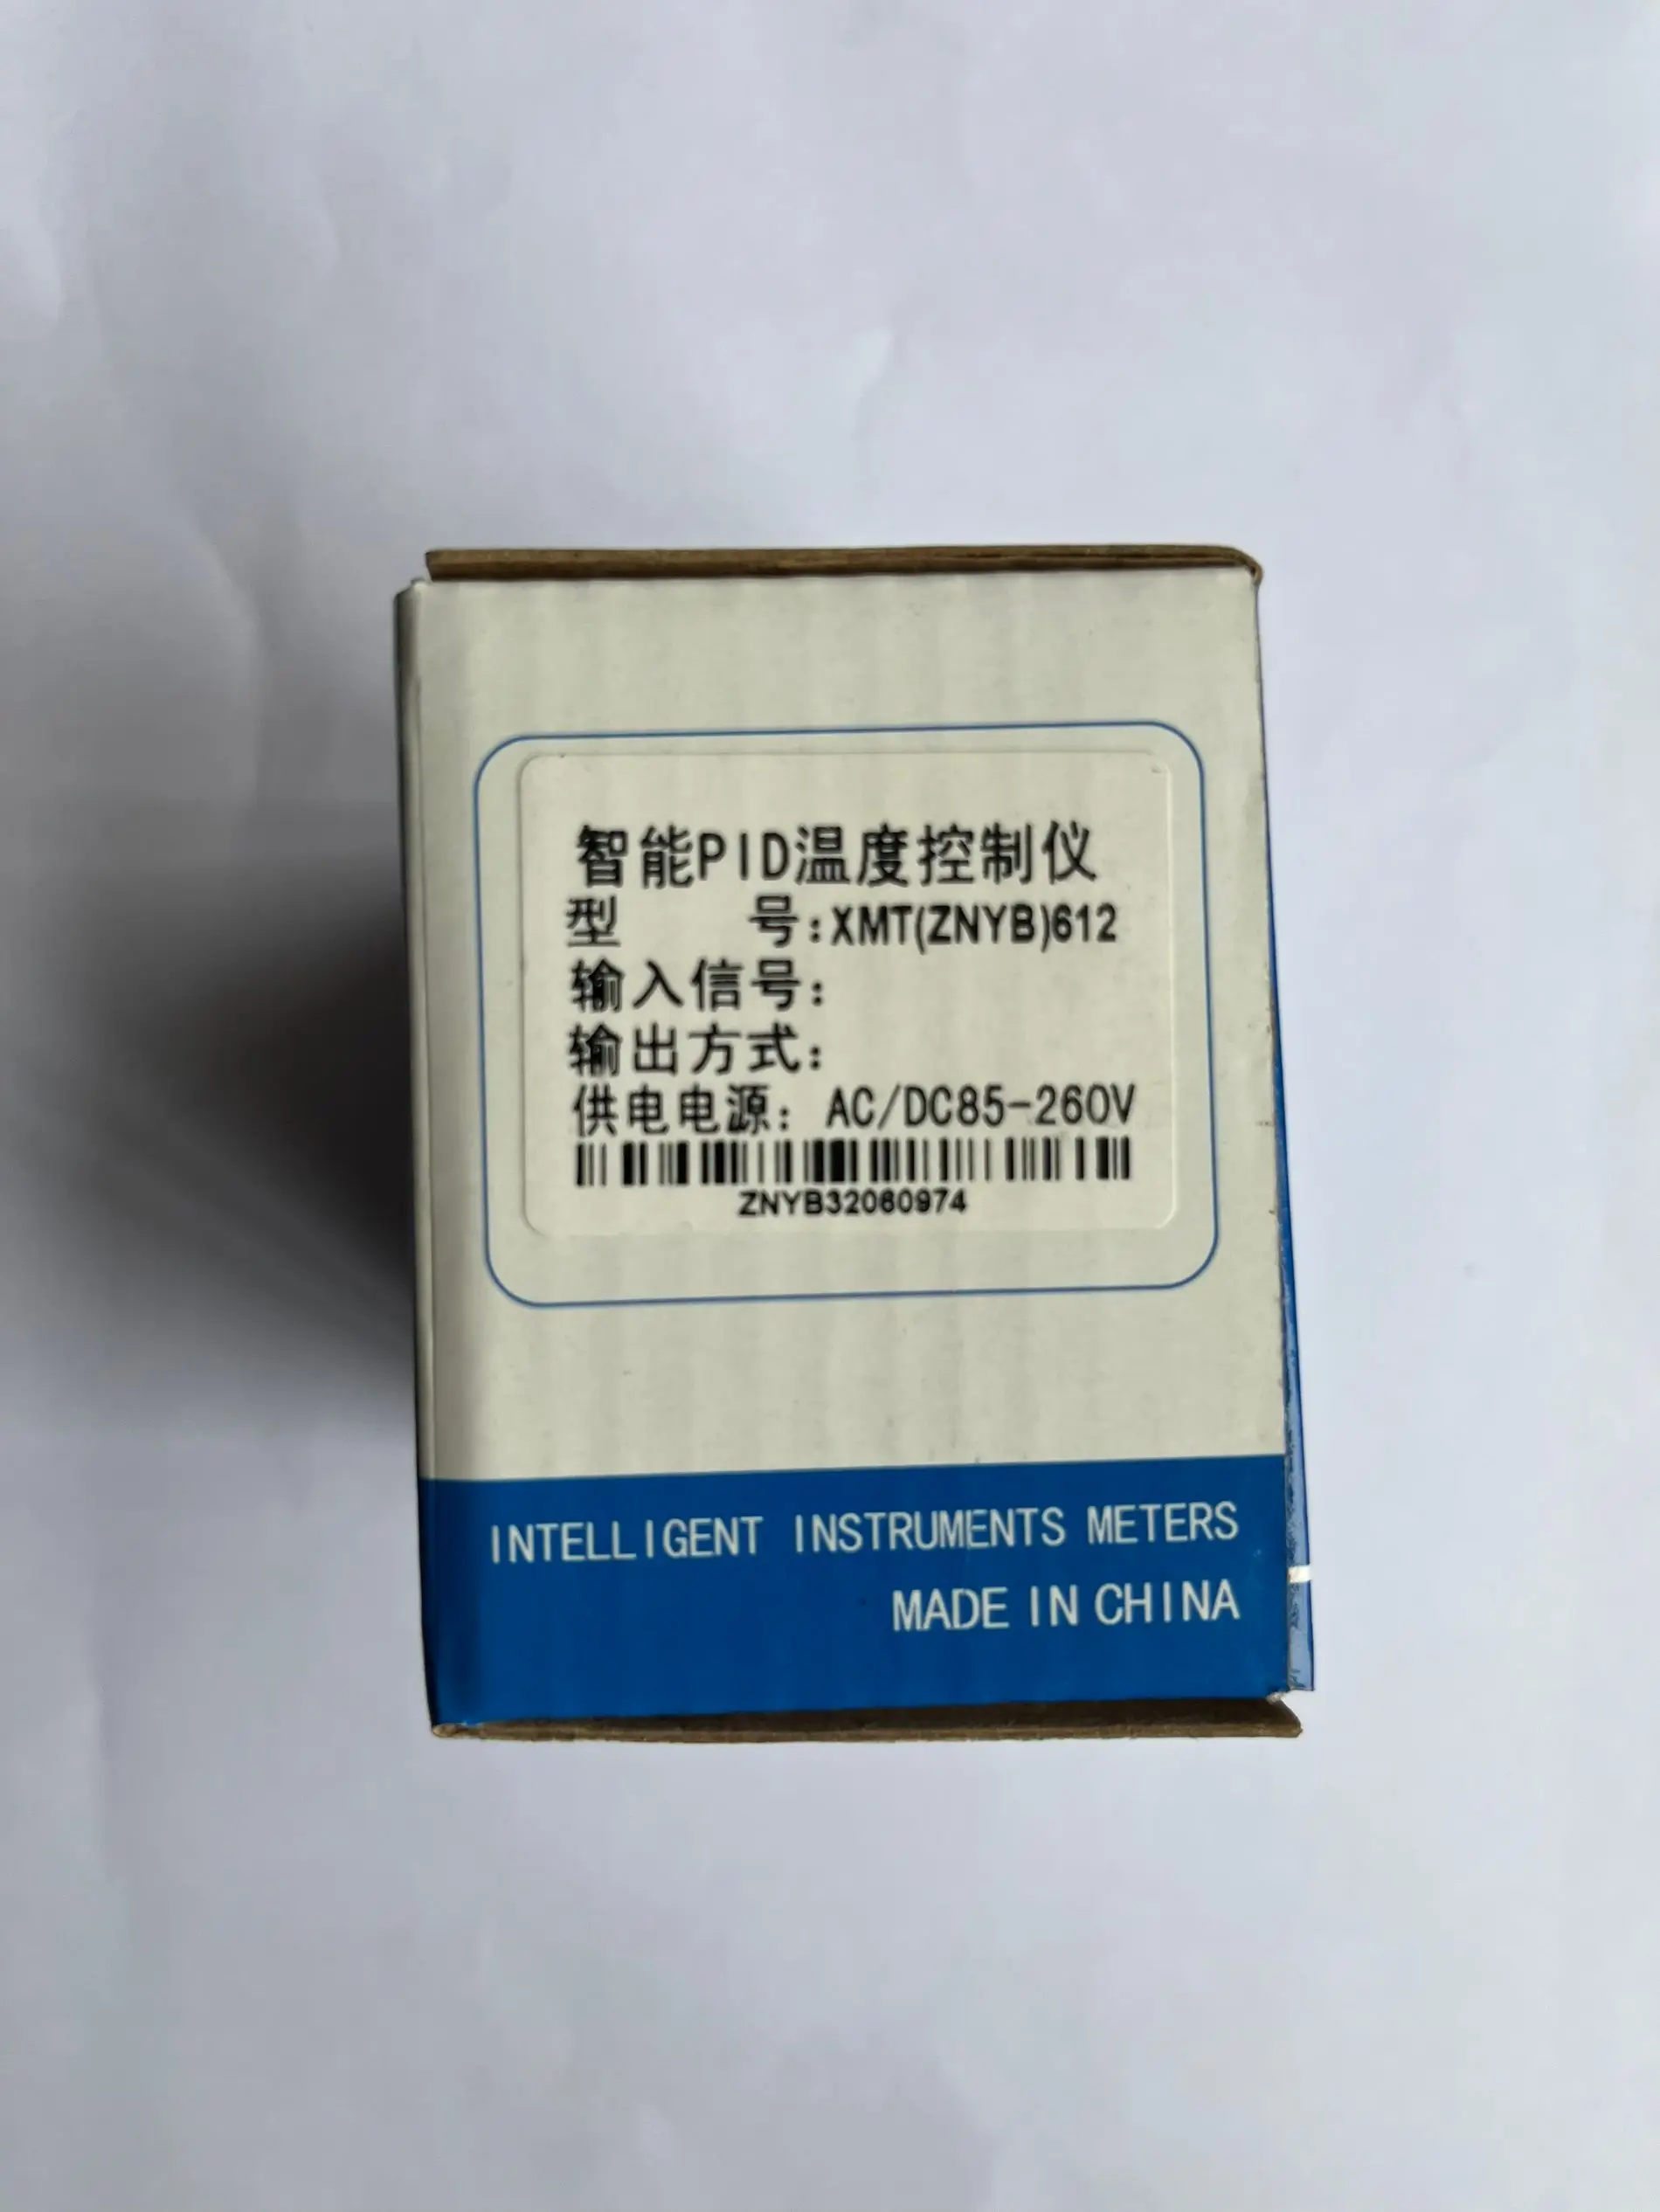 智能PID温度控制仪
型 号:XMT(ZNYB)612
输入信号:
输出方式:
供电电源: AC/DC85-260V
ZNYB32060974
INTELLIGENT INSTRUMENTS METERS
MADE IN CHINA